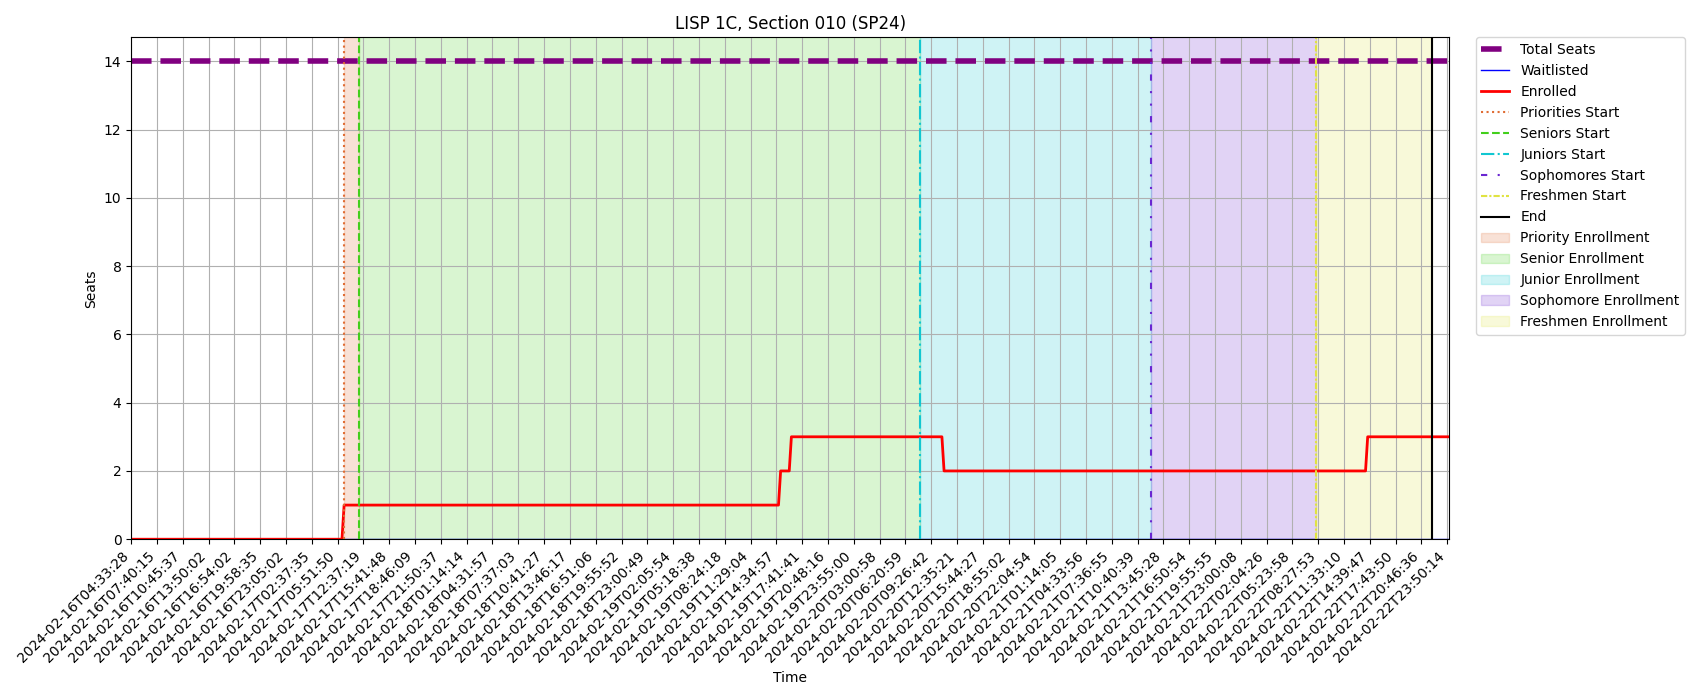 LISP 1C, Section 010 (SP24)
Seats
14
12
10
8
6
4
2
0
2024-02-16T04:33:28
2024-02-16T07:40:15
2024-02-16T10:45:37
2024-02-16T13:50:02
2024-02-16T16:54:02
2024-02-16T19:58:35
2024-02-16T23:05:02
2024-02-17T02:37:35
2024-02-17T05:51:50
2024-02-17T12:37:19
2024-02-17T15:41:48
2024-02-17T18:46:09
2024-02-17T21:50:37
2024-02-18T01:14:14
2024-02-18T04:31:57
2024-02-18T07:37:03
2024-02-18T10:41:27
2024-02-18T13:46:17
2024-02-18T16:51:06
2024-02-18T19:55:52
2024-02-18T23:00:49
2024-02-19T02:05:54
2024-02-19T05:18:38
2024-02-19T08:24:18
2024-02-19T11:29:04
2024-02-19T14:34:57
2024-02-19T17:41:41
2024-02-19T20:48:16
2024-02-19T23:55:00
2024-02-20T03:00:58
2024-02-20T06:20:59
2024-02-20T09:26:42
2024-02-20T12:35:21
2024-02-20T15:44:27
2024-02-20T18:55:02
2024-02-20T22:04:54
2024-02-21T01:14:05
2024-02-21T04:33:56
2024-02-21T07:36:55
2024-02-21T10:40:39
2024-02-21T13:45:28
2024-02-21T16:50:54
2024-02-21T19:55:55
2024-02-21T23:00:08
2024-02-22T02:04:26
2024-02-22T05:23:58
2024-02-22T08:27:53
2024-02-22T11:33:10
2024-02-22T14:39:47
2024-02-22T17:43:50
2024-02-22T20:46:36
2024-02-22T23:50:14
Time
Total Seats
Waitlisted
Enrolled
Priorities Start
Seniors Start
Juniors Start
Sophomores Start
Freshmen Start
End
Priority Enrollment
Senior Enrollment
Junior Enrollment
Sophomore Enrollment
Freshmen Enrollment